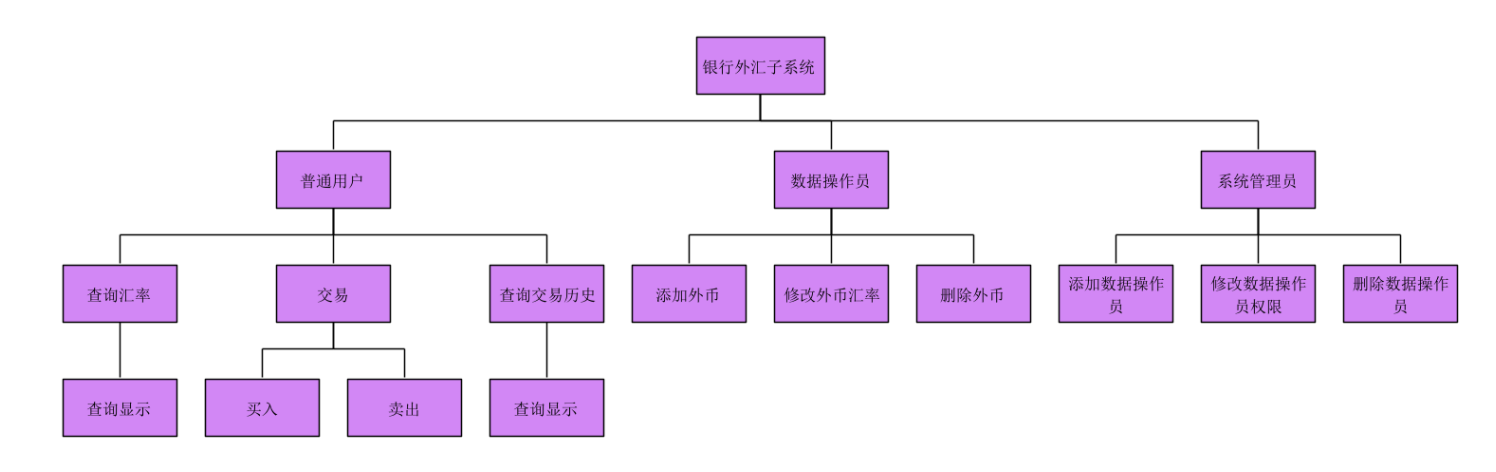 银行外汇子系统
普通用户
数据操作员
系统管理员
查询汇率
交易
查询交易历史
添加外币
修改外币汇率
删除外币
添加数据操作
员
修改数据操作
员权限
删除数据操作
员
查询显示
买入
卖出
查询显示